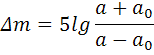 Δm = 5lg (a + a₀)/(a − a₀)